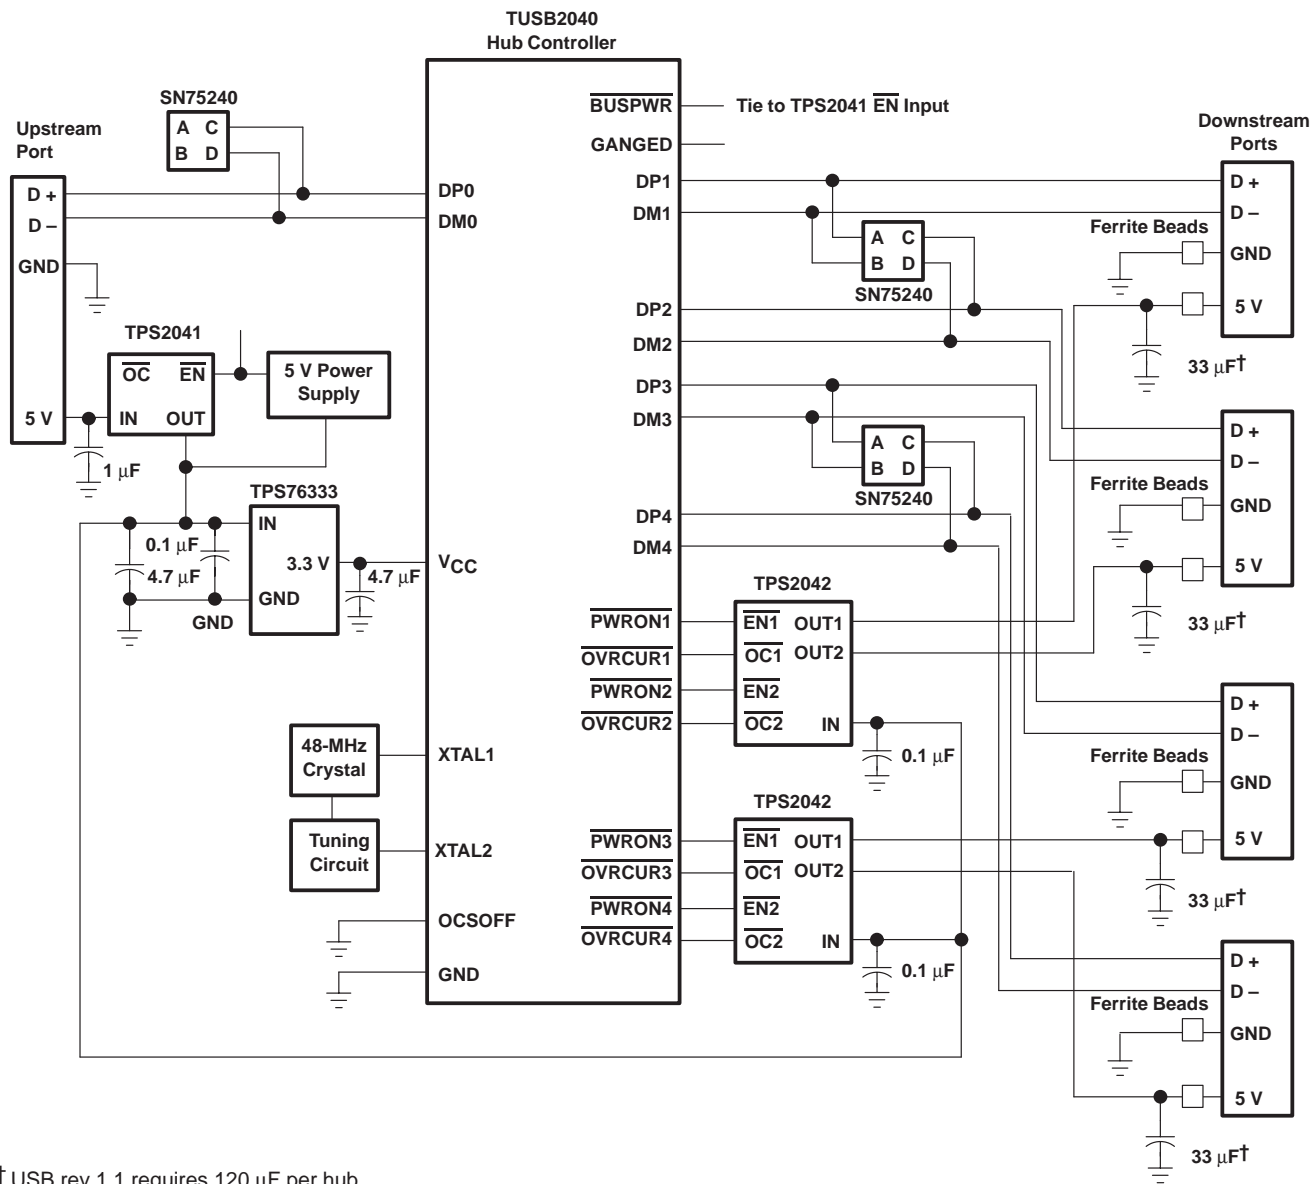 TUSB2040
Hub Controller
SN75240
A C
B D
Upstream
Port
D +
D –
GND
5 V
DP0
DM0
BUSPWR
Tie to TPS2041 EN Input
GANGED
DP1
DM1
DP2
DM2
DP3
DM3
DP4
DM4
A C
B D
SN75240
A C
B D
SN75240
TPS2041
OC EN
IN OUT
5 V Power
Supply
1 µF
TPS76333
IN
3.3 V
GND
0.1 µF
4.7 µF
GND
4.7 µF
VCC
PWRON1
OVRCUR1
PWRON2
OVRCUR2
TPS2042
EN1 OUT1
OC1 OUT2
EN2
OC2 IN
0.1 µF
48-MHz
Crystal
XTAL1
Tuning
Circuit
XTAL2
OCSOFF
GND
PWRON3
OVRCUR3
PWRON4
OVRCUR4
TPS2042
EN1 OUT1
OC1 OUT2
EN2
OC2 IN
0.1 µF
Downstream
Ports
D +
D –
Ferrite Beads
GND
5 V
33 µF†
D +
D –
Ferrite Beads
GND
5 V
33 µF†
D +
D –
Ferrite Beads
GND
5 V
33 µF†
D +
D –
Ferrite Beads
GND
5 V
33 µF†
† USB rev 1.1 requires 120 µF per hub.